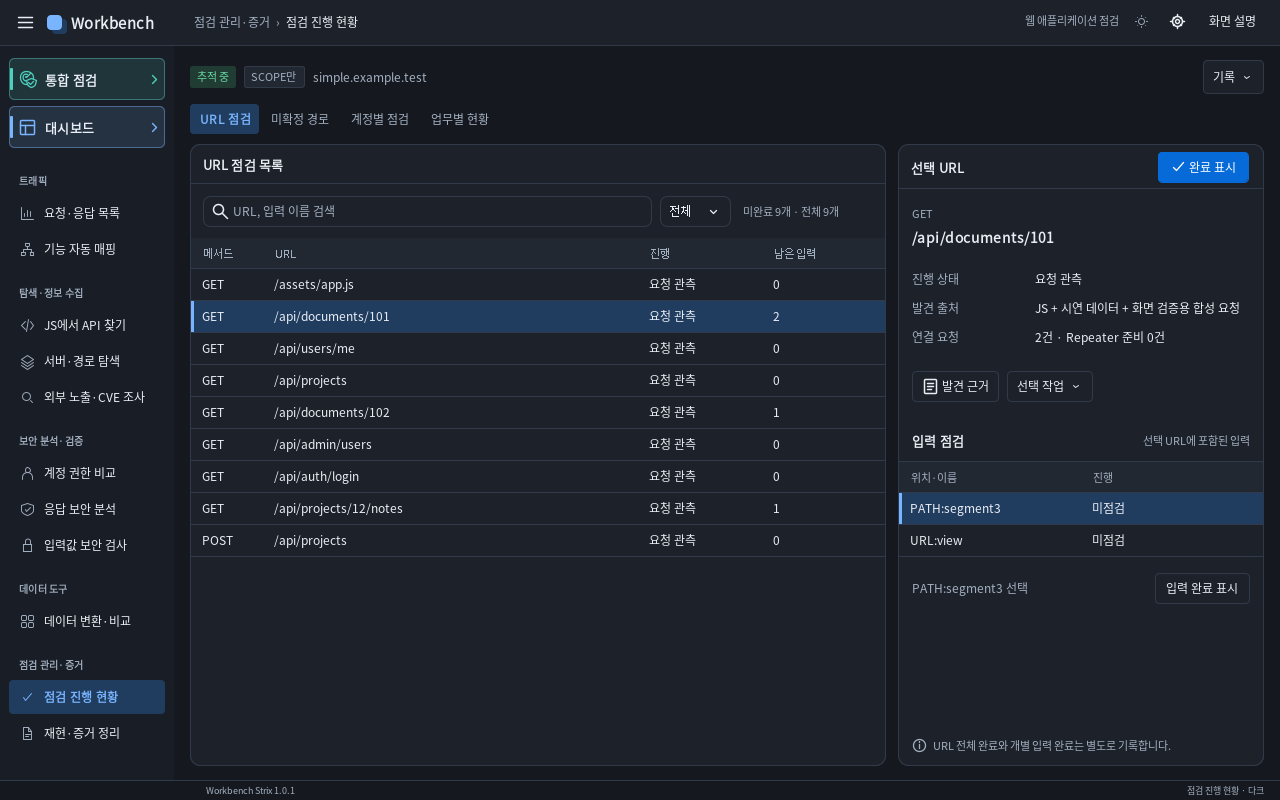 Workbench
점검 관리·증거 › 점검 진행 현황
웹 애플리케이션 점검
화면 설명
통합 점검
대시보드
트래픽
요청·응답 목록
기능 자동 매핑
탐색·정보 수집
JS에서 API 찾기
서버·경로 탐색
외부 노출·CVE 조사
보안 분석·검증
계정 권한 비교
응답 보안 분석
입력값 보안 검사
데이터 도구
데이터 변환·비교
점검 관리·증거
점검 진행 현황
재현·증거 정리
추적 중 SCOPE만 simple.example.test
기록
URL 점검 미확정 경로 계정별 점검 업무별 현황
URL 점검 목록
URL, 입력 이름 검색 전체 미완료 9개 · 전체 9개
메서드 URL 진행 남은 입력
GET /assets/app.js 요청 관측 0
GET /api/documents/101 요청 관측 2
GET /api/users/me 요청 관측 0
GET /api/projects 요청 관측 0
GET /api/documents/102 요청 관측 1
GET /api/admin/users 요청 관측 0
GET /api/auth/login 요청 관측 0
GET /api/projects/12/notes 요청 관측 1
POST /api/projects 요청 관측 0
선택 URL 완료 표시
GET
/api/documents/101
진행 상태 요청 관측
발견 출처 JS + 시연 데이터 + 화면 검증용 합성 요청
연결 요청 2건 · Repeater 준비 0건
발견 근거 선택 작업
입력 점검 선택 URL에 포함된 입력
위치·이름 진행
PATH:segment3 미점검
URL:view 미점검
PATH:segment3 선택 입력 완료 표시
URL 전체 완료와 개별 입력 완료는 별도로 기록합니다.
Workbench Strix 1.0.1
점검 진행 현황 · 다크